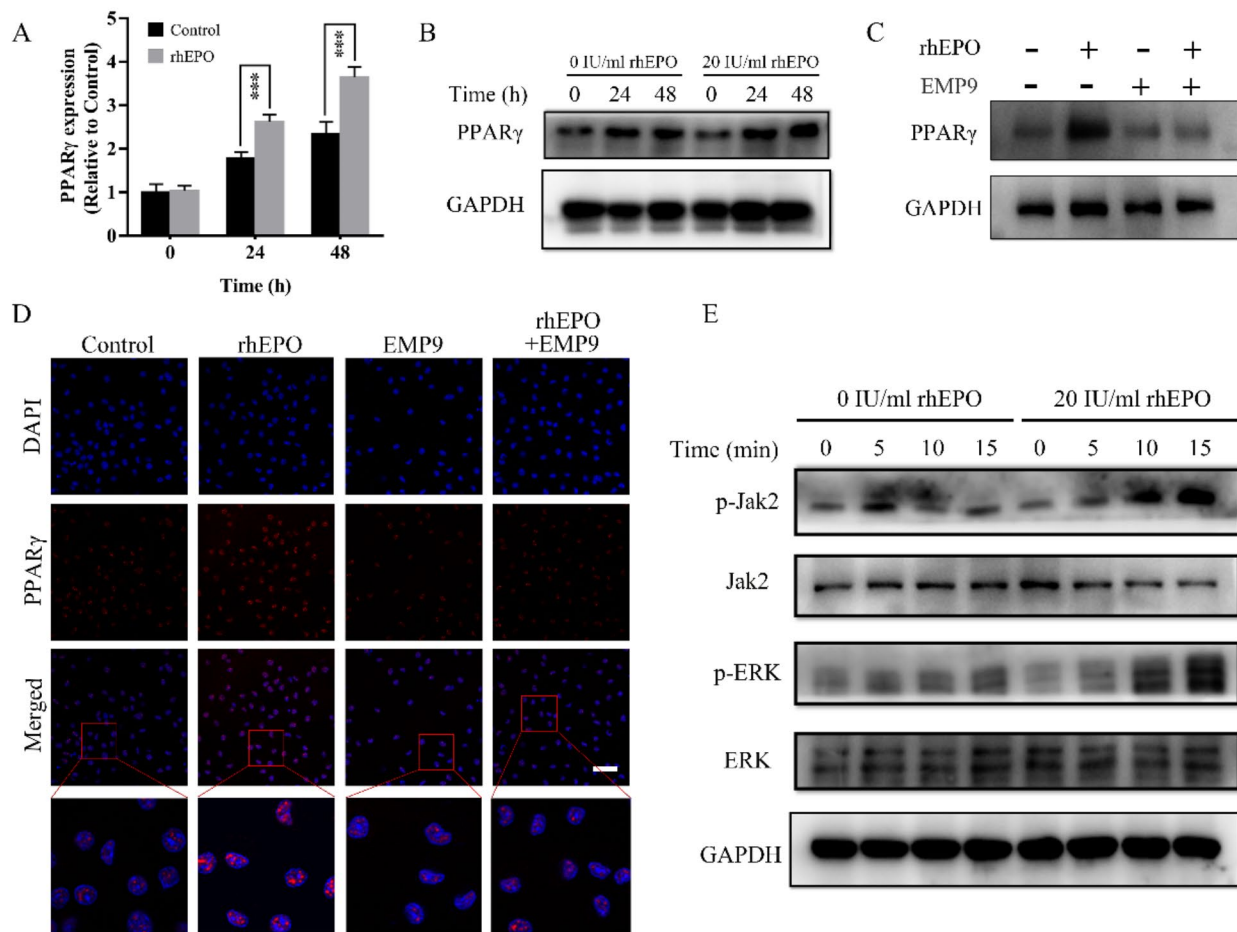 A
PPARγ expression
(Relative to Control)
5
4
3
2
1
0
Control
rhEPO
***
***
0
24
48
Time (h)
B
0 IU/ml rhEPO
20 IU/ml rhEPO
Time (h)
0
24
48
0
24
48
PPARγ
GAPDH
C
rhEPO
-
+
-
+
EMP9
-
-
+
+
PPARγ
GAPDH
D
Control
rhEPO
EMP9
rhEPO
+EMP9
DAPI
PPARγ
Merged
E
0 IU/ml rhEPO
20 IU/ml rhEPO
Time (min)
0
5
10
15
0
5
10
15
p-Jak2
Jak2
p-ERK
ERK
GAPDH